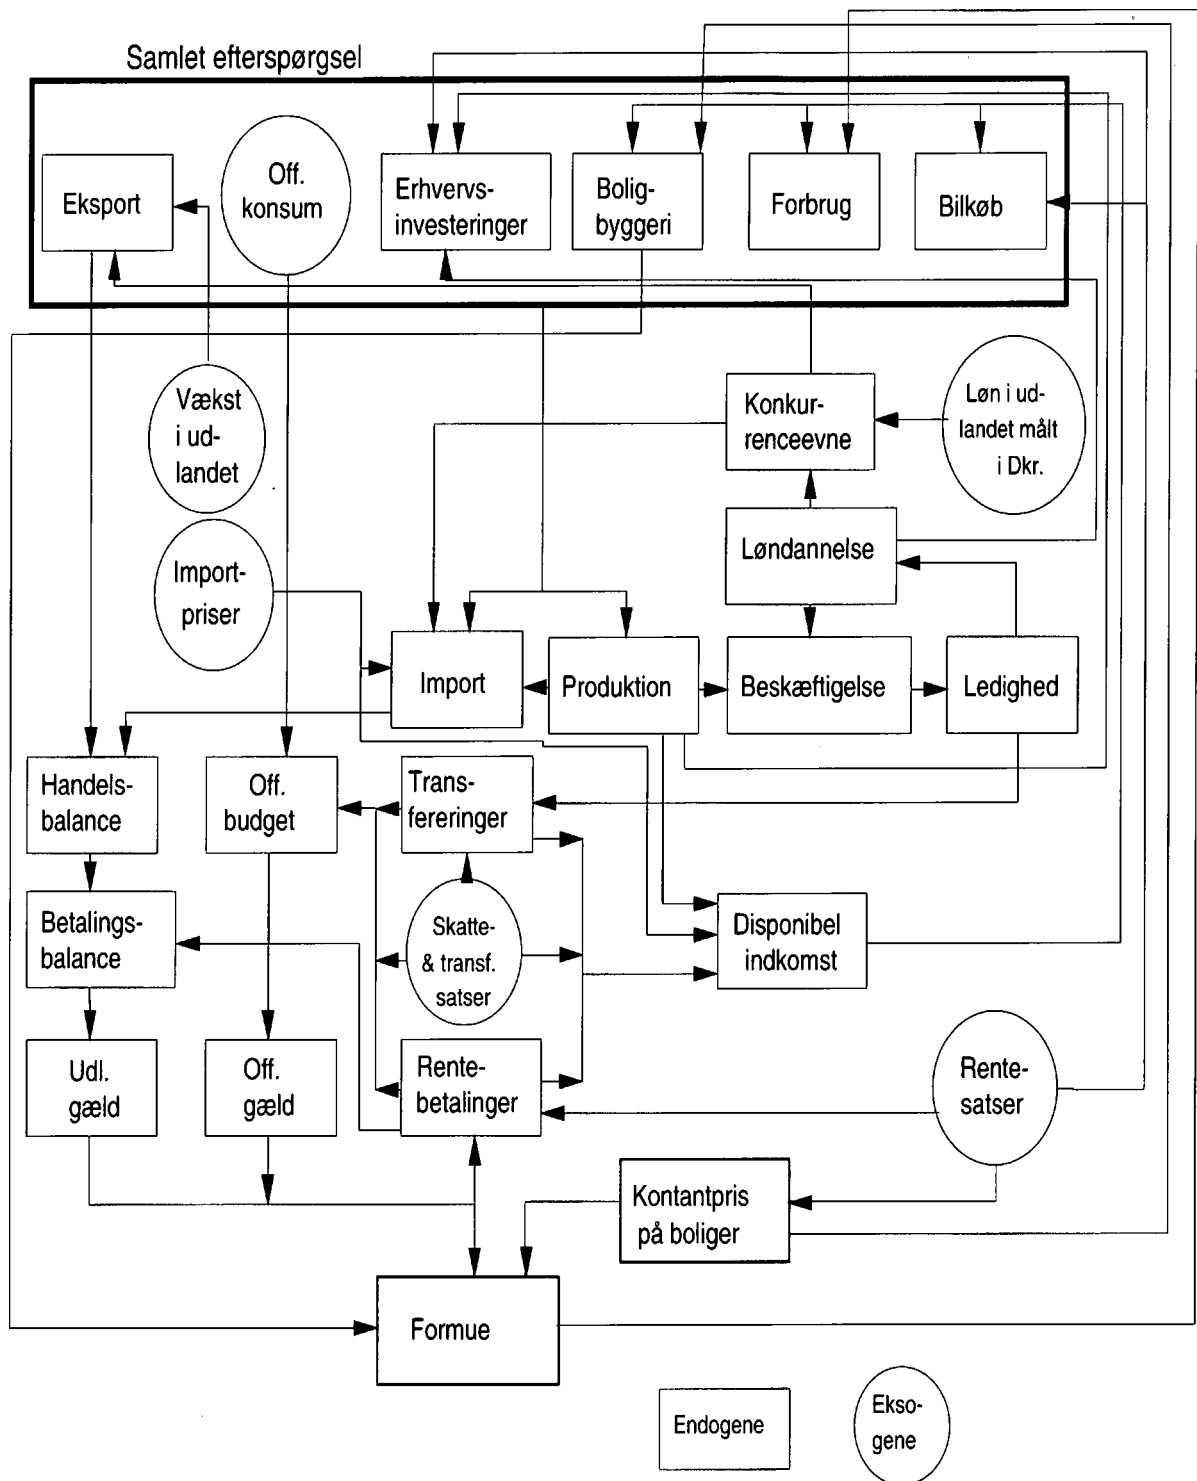 Samlet efterspørgsel
Eksport
Off.
konsum
Erhvervs-
investeringer
Bolig-
byggeri
Forbrug
Bilkøb
Vækst
i ud-
landet
Konkur-
renceevne
Løn i ud-
landet målt
i Dkr.
Løndannelse
Import-
priser
Import
Produktion
Beskæftigelse
Ledighed
Handels-
balance
Off.
budget
Trans-
fereringer
Betalings-
balance
Skatte-
& transf.
satser
Disponibel
indkomst
Udl.
gæld
Off.
gæld
Rente-
betalinger
Rente-
satser
Kontantpris
på boliger
Formue
Endogene
Ekso-
gene